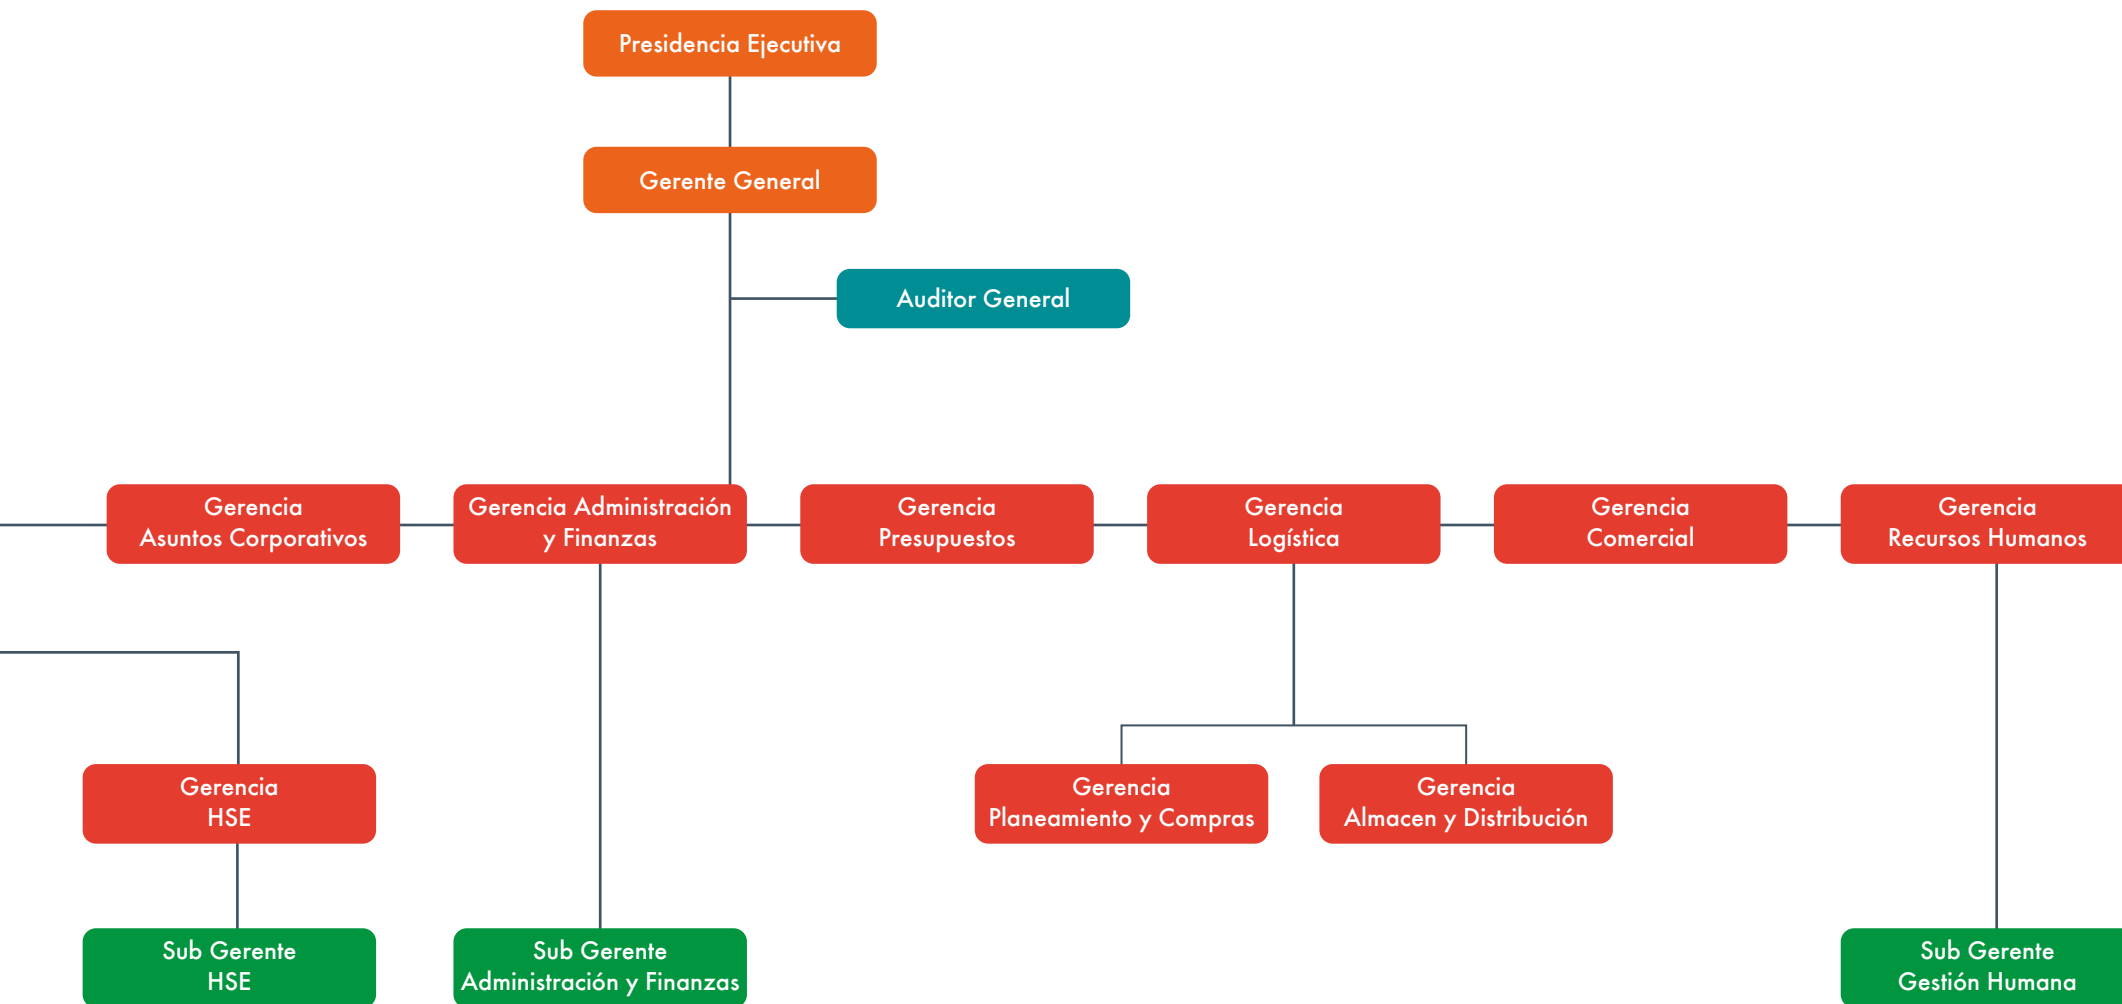 Presidencia Ejecutiva
Gerente General
Auditor General
Gerencia
Asuntos Corporativos
Gerencia Administración
y Finanzas
Gerencia
Presupuestos
Gerencia
Logística
Gerencia
Comercial
Gerencia
Recursos Humanos
Gerencia
HSE
Gerencia
Planeamiento y Compras
Gerencia
Almacen y Distribución
Sub Gerente
HSE
Sub Gerente
Administración y Finanzas
Sub Gerente
Gestión Humana